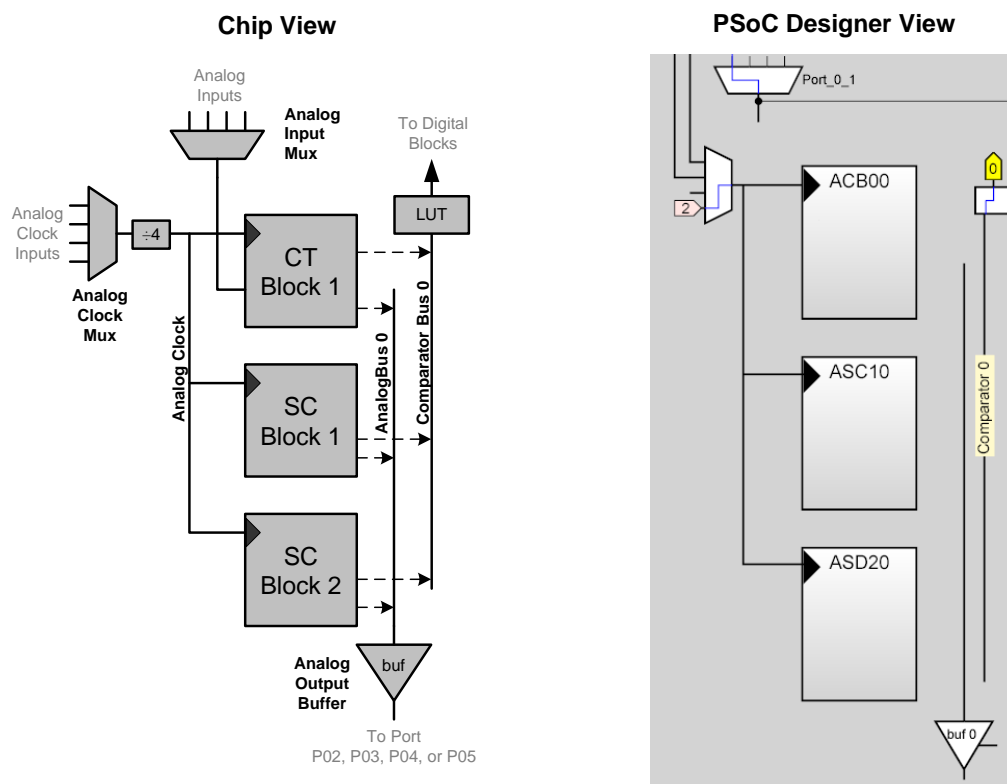 Chip View
Analog
Inputs
Analog
Input
Mux
To Digital
Blocks
LUT
Analog
Clock
Inputs
÷4
Analog
Clock
Mux
CT
Block 1
Analog Clock
AnalogBus 0
Comparator Bus 0
SC
Block 1
SC
Block 2
Analog
Output
Buffer
buf
To Port
P02, P03, P04, or P05
PSoC Designer View
Port_0_1
2
0
ACB00
ASC10
Comparator 0
ASD20
buf 0